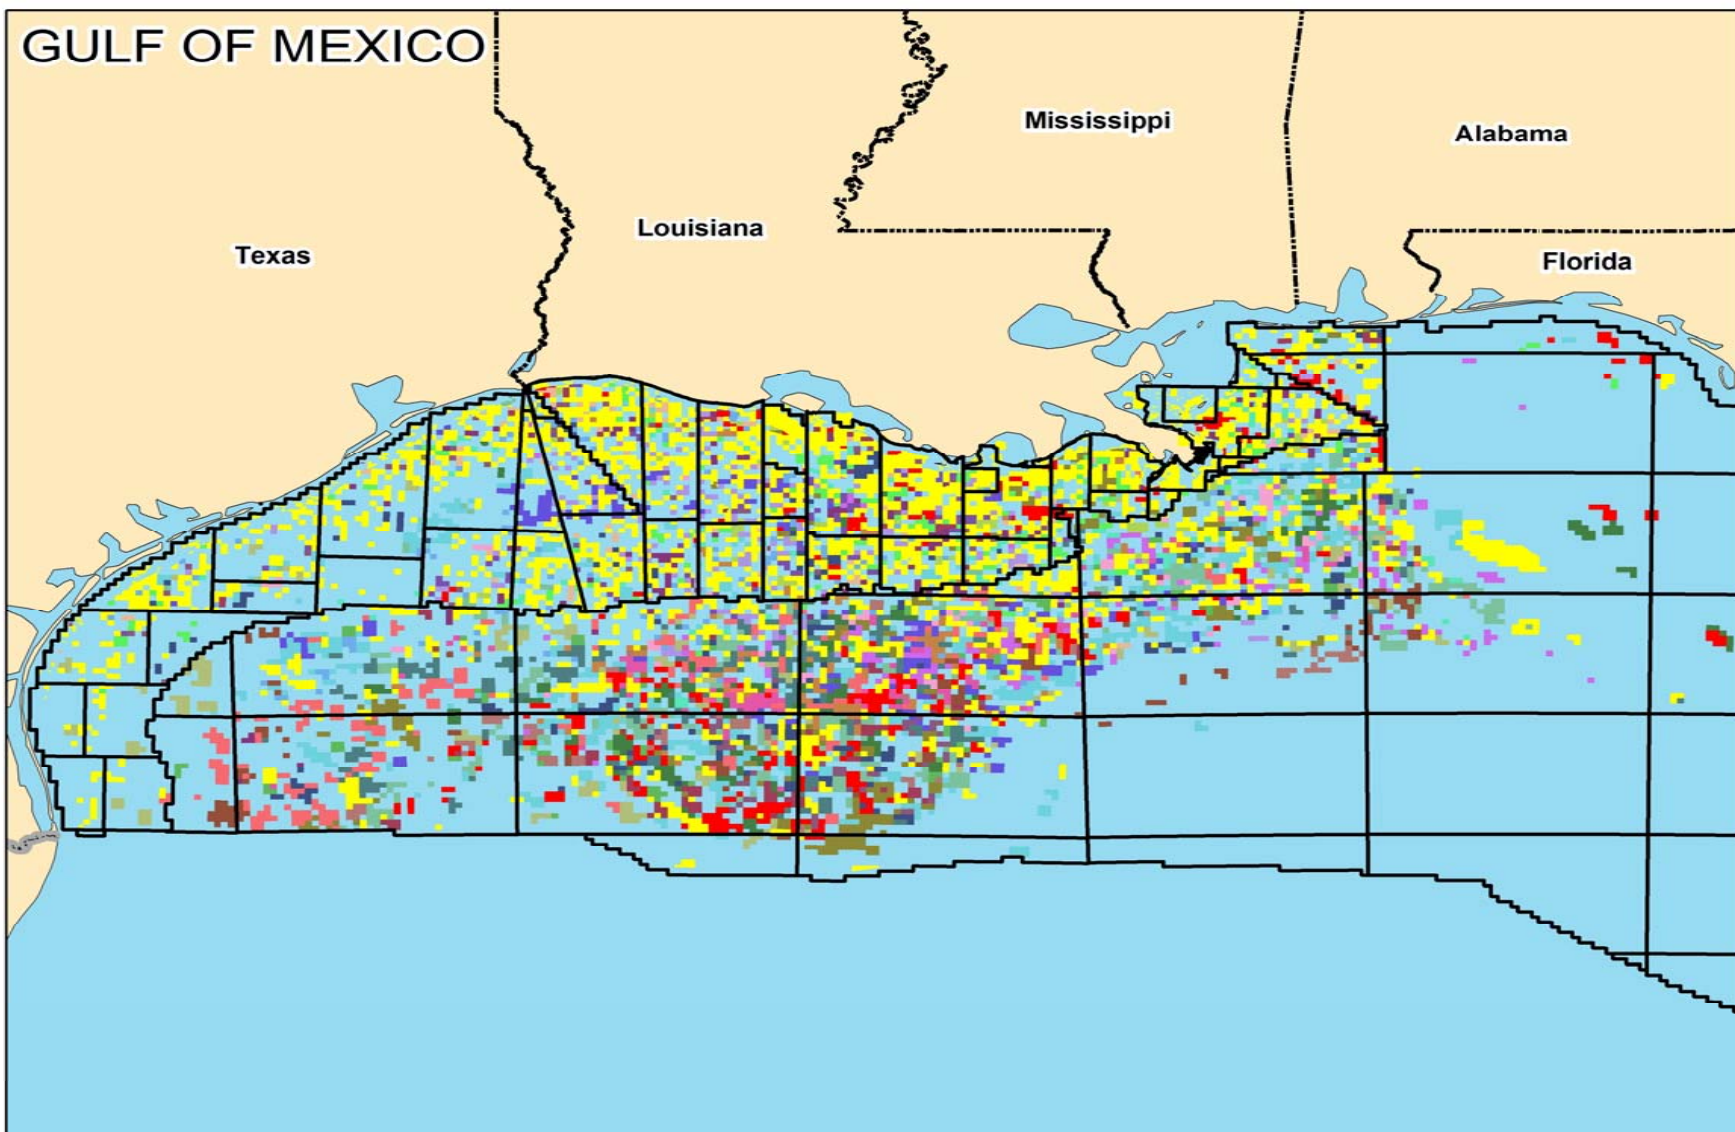 GULF OF MEXICO
Mississippi
Alabama
Louisiana
Texas
Florida